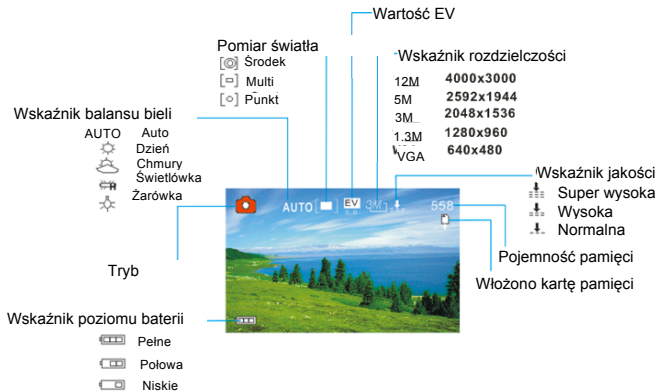 Wartość EV
Pomiar światła
Środek
Multi
Punkt
Wskaźnik rozdzielczości
12M 4000x3000
5M 2592x1944
3M 2048x1536
1.3M 1280x960
VGA 640x480
Wskaźnik balansu bieli
AUTO Auto
Dzień
Chmury
Świetlówka
Żarówka
Wskaźnik jakości
Super wysoka
Wysoka
Normalna
AUTO EV 3M 558
Tryb
Pojemność pamięci
Włożono kartę pamięci
Wskaźnik poziomu baterii
Pełne
Połowa
Niskie